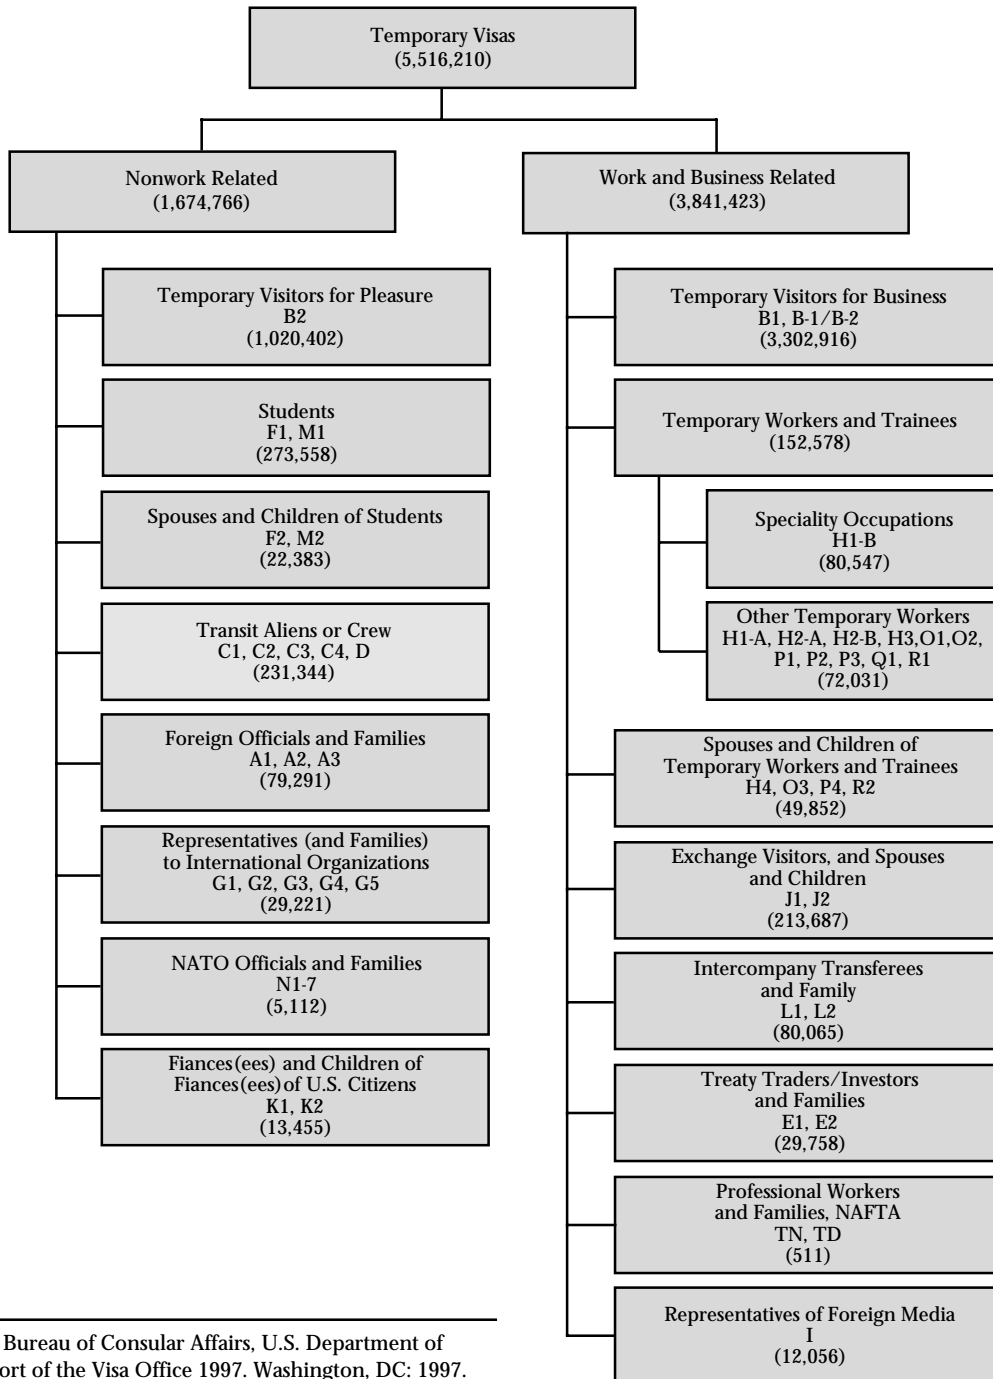 Temporary Visas
(5,516,210)
Nonwork Related
(1,674,766)
Temporary Visitors for Pleasure
B2
(1,020,402)
Students
F1, M1
(273,558)
Spouses and Children of Students
F2, M2
(22,383)
Transit Aliens or Crew
C1, C2, C3, C4, D
(231,344)
Foreign Officials and Families
A1, A2, A3
(79,291)
Representatives (and Families)
to International Organizations
G1, G2, G3, G4, G5
(29,221)
NATO Officials and Families
N1-7
(5,112)
Fiances(ees) and Children of
Fiances(ees)of U.S. Citizens
K1, K2
(13,455)
Work and Business Related
(3,841,423)
Temporary Visitors for Business
B1, B-1/B-2
(3,302,916)
Temporary Workers and Trainees
(152,578)
Speciality Occupations
H1-B
(80,547)
Other Temporary Workers
H1-A, H2-A, H2-B, H3,O1,O2,
P1, P2, P3, Q1, R1
(72,031)
Spouses and Children of
Temporary Workers and Trainees
H4, O3, P4, R2
(49,852)
Exchange Visitors, and Spouses
and Children
J1, J2
(213,687)
Intercompany Transferees
and Family
L1, L2
(80,065)
Treaty Traders/Investors
and Families
E1, E2
(29,758)
Professional Workers
and Families, NAFTA
TN, TD
(511)
Representatives of Foreign Media
I
(12,056)
Bureau of Consular Affairs, U.S. Department of
ort of the Visa Office 1997. Washington, DC: 1997.